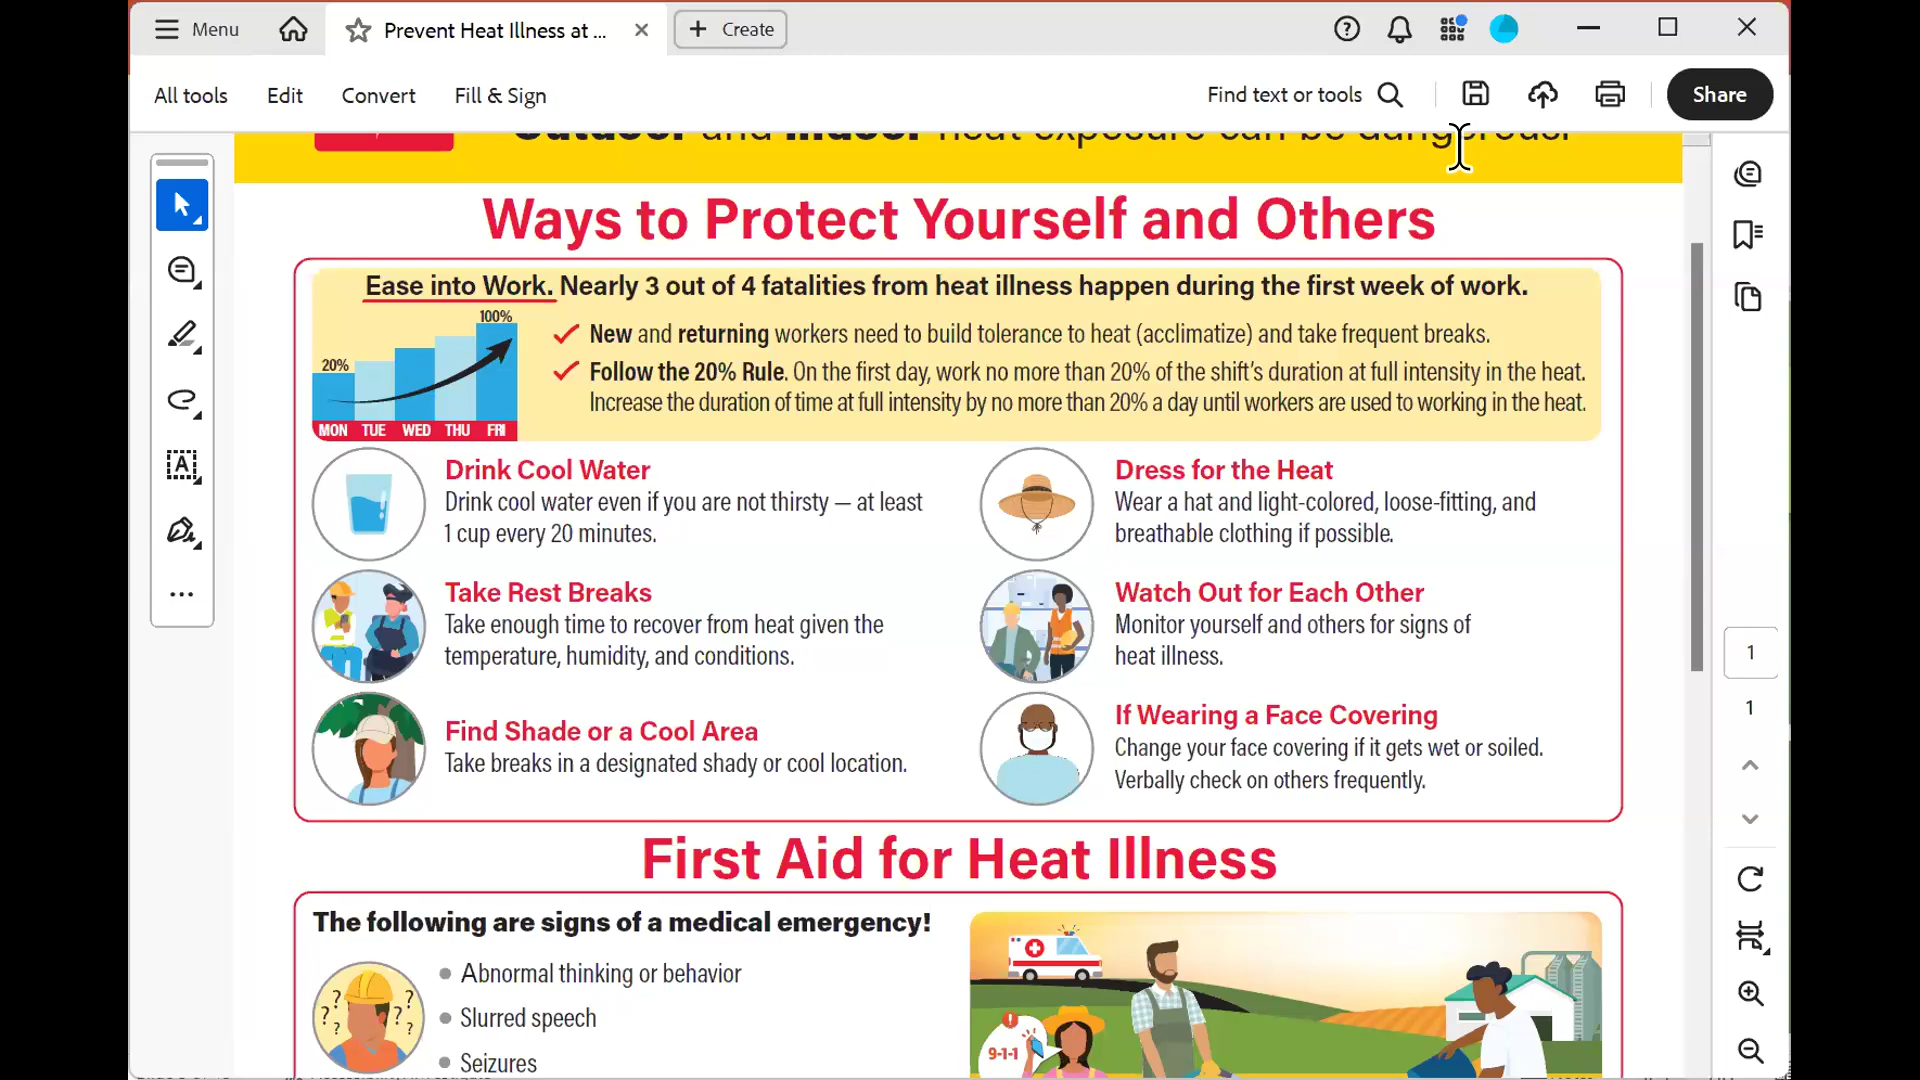 Menu
Prevent Heat Illness at ...
Create
All tools
Edit
Convert
Fill & Sign
Find text or tools
Share
Outdoor and indoor heat exposure can be dangerous.
Ways to Protect Yourself and Others
Ease into Work. Nearly 3 out of 4 fatalities from heat illness happen during the first week of work.
100%
20%
MON TUE WED THU FRI
New and returning workers need to build tolerance to heat (acclimatize) and take frequent breaks.
Follow the 20% Rule. On the first day, work no more than 20% of the shift's duration at full intensity in the heat.
Increase the duration of time at full intensity by no more than 20% a day until workers are used to working in the heat.
Drink Cool Water
Drink cool water even if you are not thirsty — at least
1 cup every 20 minutes.
Dress for the Heat
Wear a hat and light-colored, loose-fitting, and
breathable clothing if possible.
Take Rest Breaks
Take enough time to recover from heat given the
temperature, humidity, and conditions.
Watch Out for Each Other
Monitor yourself and others for signs of
heat illness.
Find Shade or a Cool Area
Take breaks in a designated shady or cool location.
If Wearing a Face Covering
Change your face covering if it gets wet or soiled.
Verbally check on others frequently.
1
1
First Aid for Heat Illness
The following are signs of a medical emergency!
Abnormal thinking or behavior
Slurred speech
Seizures
9-1-1